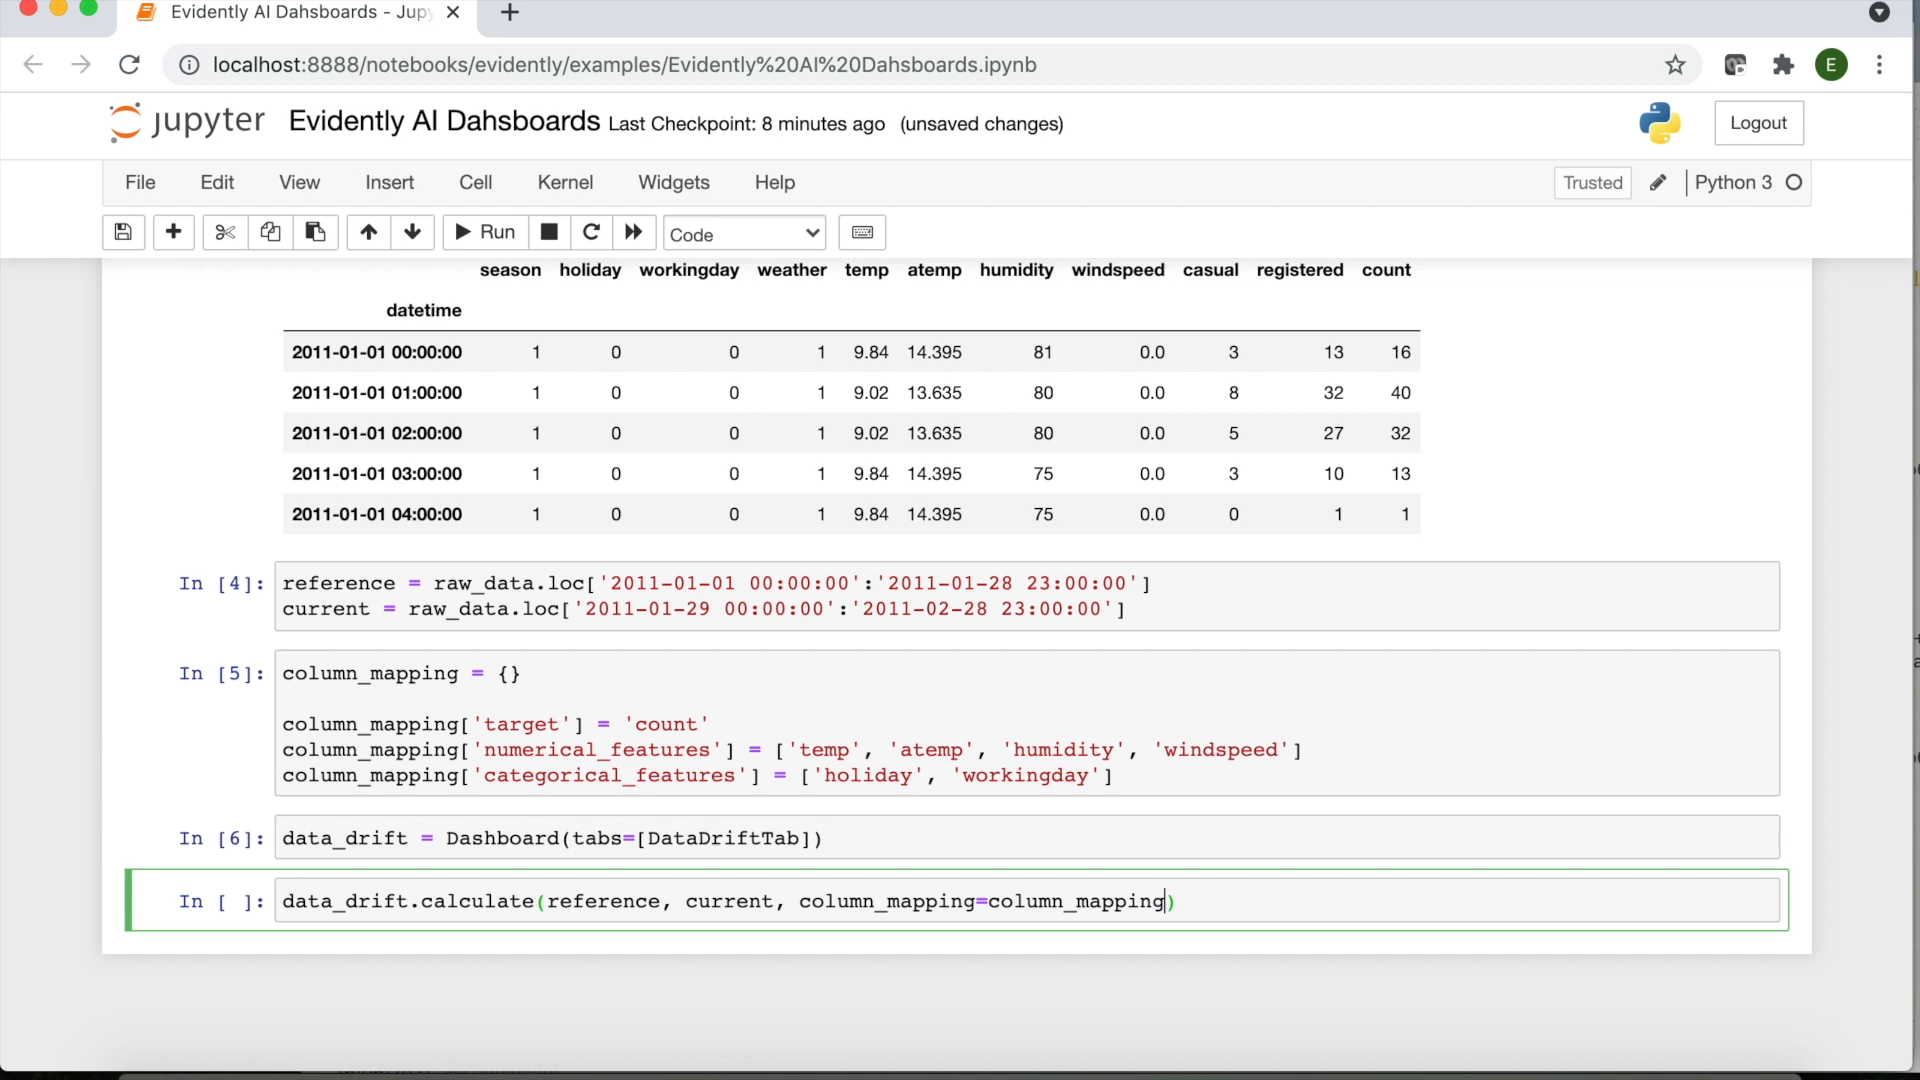 Evidently AI Dahsboards - Jupy
localhost:8888/notebooks/evidently/examples/Evidently%20AI%20Dahsboards.ipynb
E
jupyter Evidently AI Dahsboards Last Checkpoint: 8 minutes ago (unsaved changes)
Logout
File Edit View Insert Cell Kernel Widgets Help
Trusted Python 3
Run Code
season holiday workingday weather temp atemp humidity windspeed casual registered count
datetime
2011-01-01 00:00:00 1 0 0 1 9.84 14.395 81 0.0 3 13 16
2011-01-01 01:00:00 1 0 0 1 9.02 13.635 80 0.0 8 32 40
2011-01-01 02:00:00 1 0 0 1 9.02 13.635 80 0.0 5 27 32
2011-01-01 03:00:00 1 0 0 1 9.84 14.395 75 0.0 3 10 13
2011-01-01 04:00:00 1 0 0 1 9.84 14.395 75 0.0 0 1 1
In [4]: reference = raw_data.loc['2011-01-01 00:00:00':'2011-01-28 23:00:00']
current = raw_data.loc['2011-01-29 00:00:00':'2011-02-28 23:00:00']
In [5]: column_mapping = {}
column_mapping['target'] = 'count'
column_mapping['numerical_features'] = ['temp', 'atemp', 'humidity', 'windspeed']
column_mapping['categorical_features'] = ['holiday', 'workingday']
In [6]: data_drift = Dashboard(tabs=[DataDriftTab])
In [ ]: data_drift.calculate(reference, current, column_mapping=column_mapping)